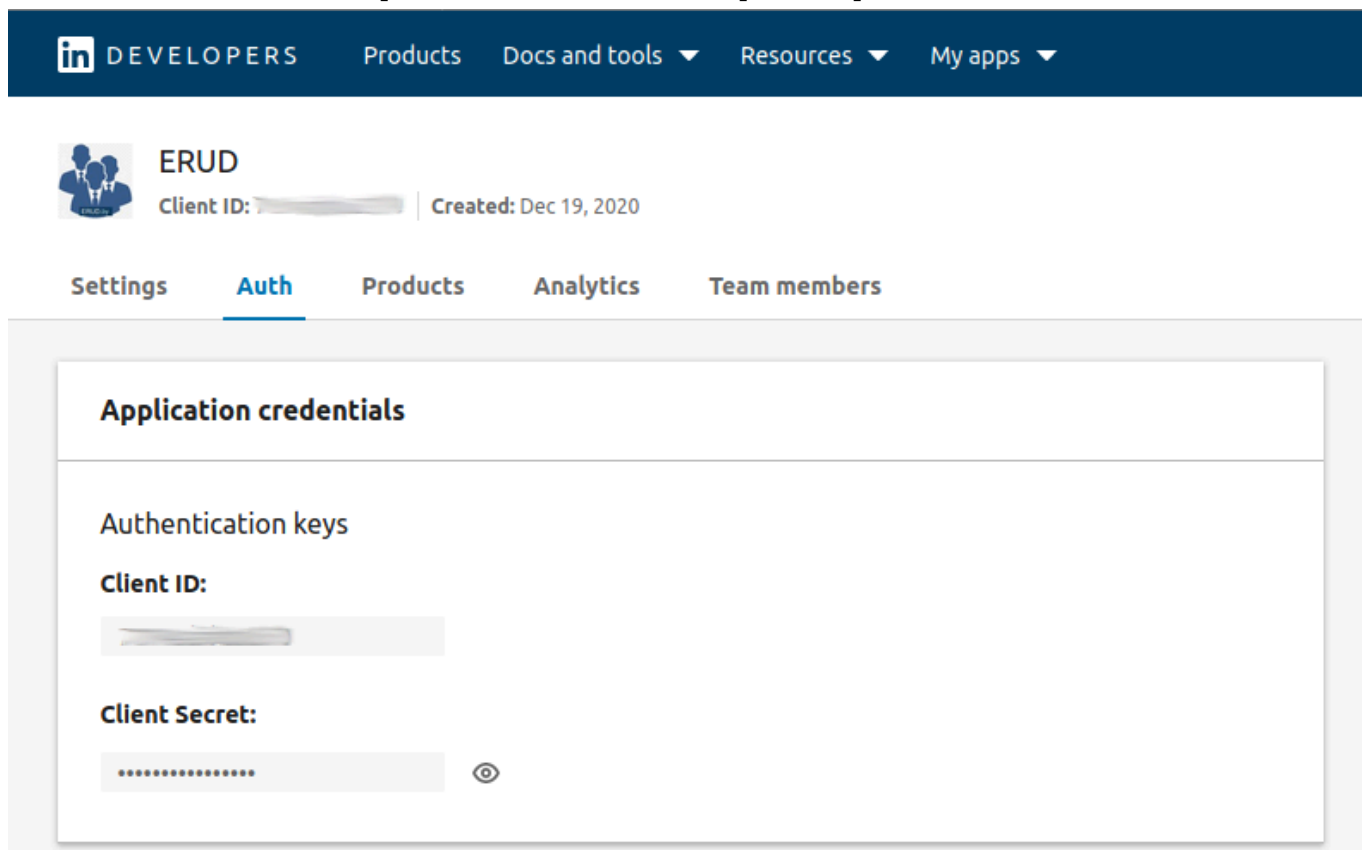 in DEVELOPERS Products Docs and tools Resources My apps
ERUD
Client ID: Created: Dec 19, 2020
Settings Auth Products Analytics Team members
Application credentials
Authentication keys
Client ID:
Client Secret:
••••••••••••••••